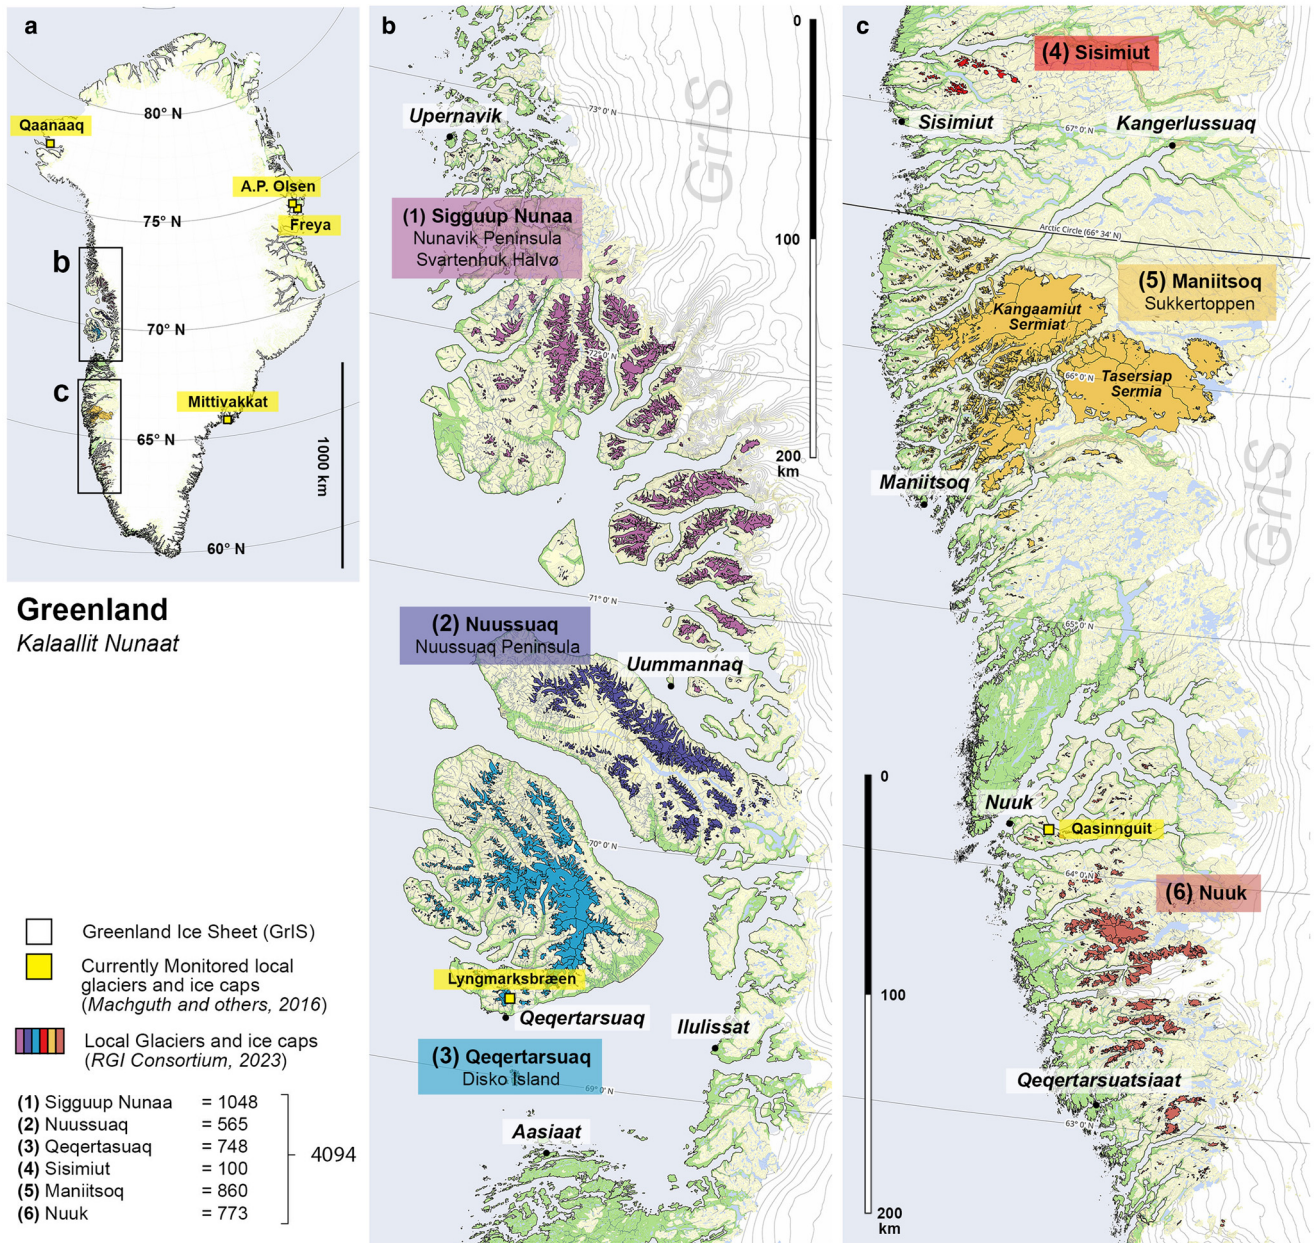 a
80° N
Qaanaaq
A.P. Olsen
75° N
Freya
b
70° N
c
Mittivakkat
65° N
1000 km
60° N
Greenland
Kalaallit Nunaat
Greenland Ice Sheet (GrIS)
Currently Monitored local
glaciers and ice caps
(Machguth and others, 2016)
Local Glaciers and ice caps
(RGI Consortium, 2023)
(1) Sigguup Nunaa = 1048
(2) Nuussuaq = 565
(3) Qeqertasuaq = 748
(4) Sisimiut = 100
(5) Maniitsoq = 860
(6) Nuuk = 773
4094
b
0
GrIS
73° 0' N
Upernavik
(1) Sigguup Nunaa
Nunavik Peninsula
Svartenhuk Halvø
100
72° 0' N
200
km
71° 0' N
(2) Nuussuaq
Nuussuaq Peninsula
Uummannaq
70° 0' N
Lyngmarksbræen
Qeqertarsuaq
Ilulissat
(3) Qeqertarsuaq
Disko Island
69° 0' N
Aasiaat
c
(4) Sisimiut
Sisimiut
67° 0' N
Kangerlussuaq
Arctic Circle (66° 34' N)
(5) Maniitsoq
Sukkertoppen
Kangaamiut
Sermiat
66° 0' N
Tasersiap
Sermia
Maniitsoq
GrIS
65° 0' N
0
Nuuk
Qasinnguit
64° 0' N
(6) Nuuk
100
Qeqertarsuatsiaat
63° 0' N
200
km